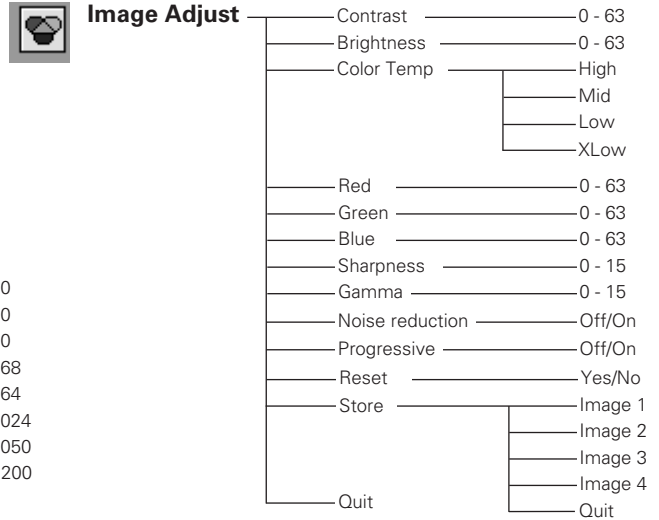 Image Adjust
Contrast 0 - 63
Brightness 0 - 63
Color Temp High
Mid
Low
XLow
Red 0 - 63
Green 0 - 63
Blue 0 - 63
Sharpness 0 - 15
Gamma 0 - 15
Noise reduction Off/On
Progressive Off/On
Reset Yes/No
Store Image 1
Image 2
Image 3
Image 4
Quit
Quit
0
0
0
68
64
024
050
200